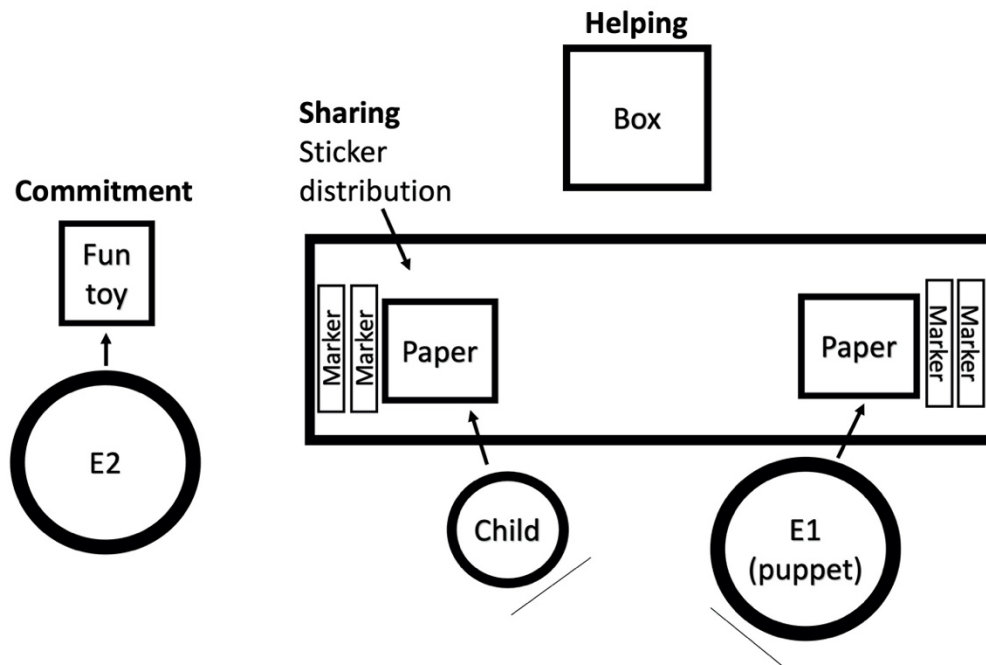 Helping
Box
Sharing
Sticker
distribution
Commitment
Fun
toy
E2
Marker
Marker
Paper
Paper
Marker
Marker
Child
E1
(puppet)